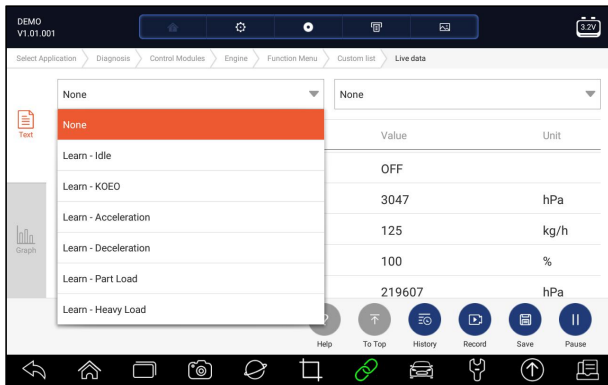 DEMO
V1.01.001
3.2V
Select Application Diagnosis Control Modules Engine Function Menu Custom list Live data
None None
Text
None
Value Unit
Learn - Idle
OFF
Learn - KOEO
3047 hPa
Learn - Acceleration
125 kg/h
Learn - Deceleration
Graph
100 %
Learn - Part Load
219607 hPa
Learn - Heavy Load
Help To Top History Record Save Pause